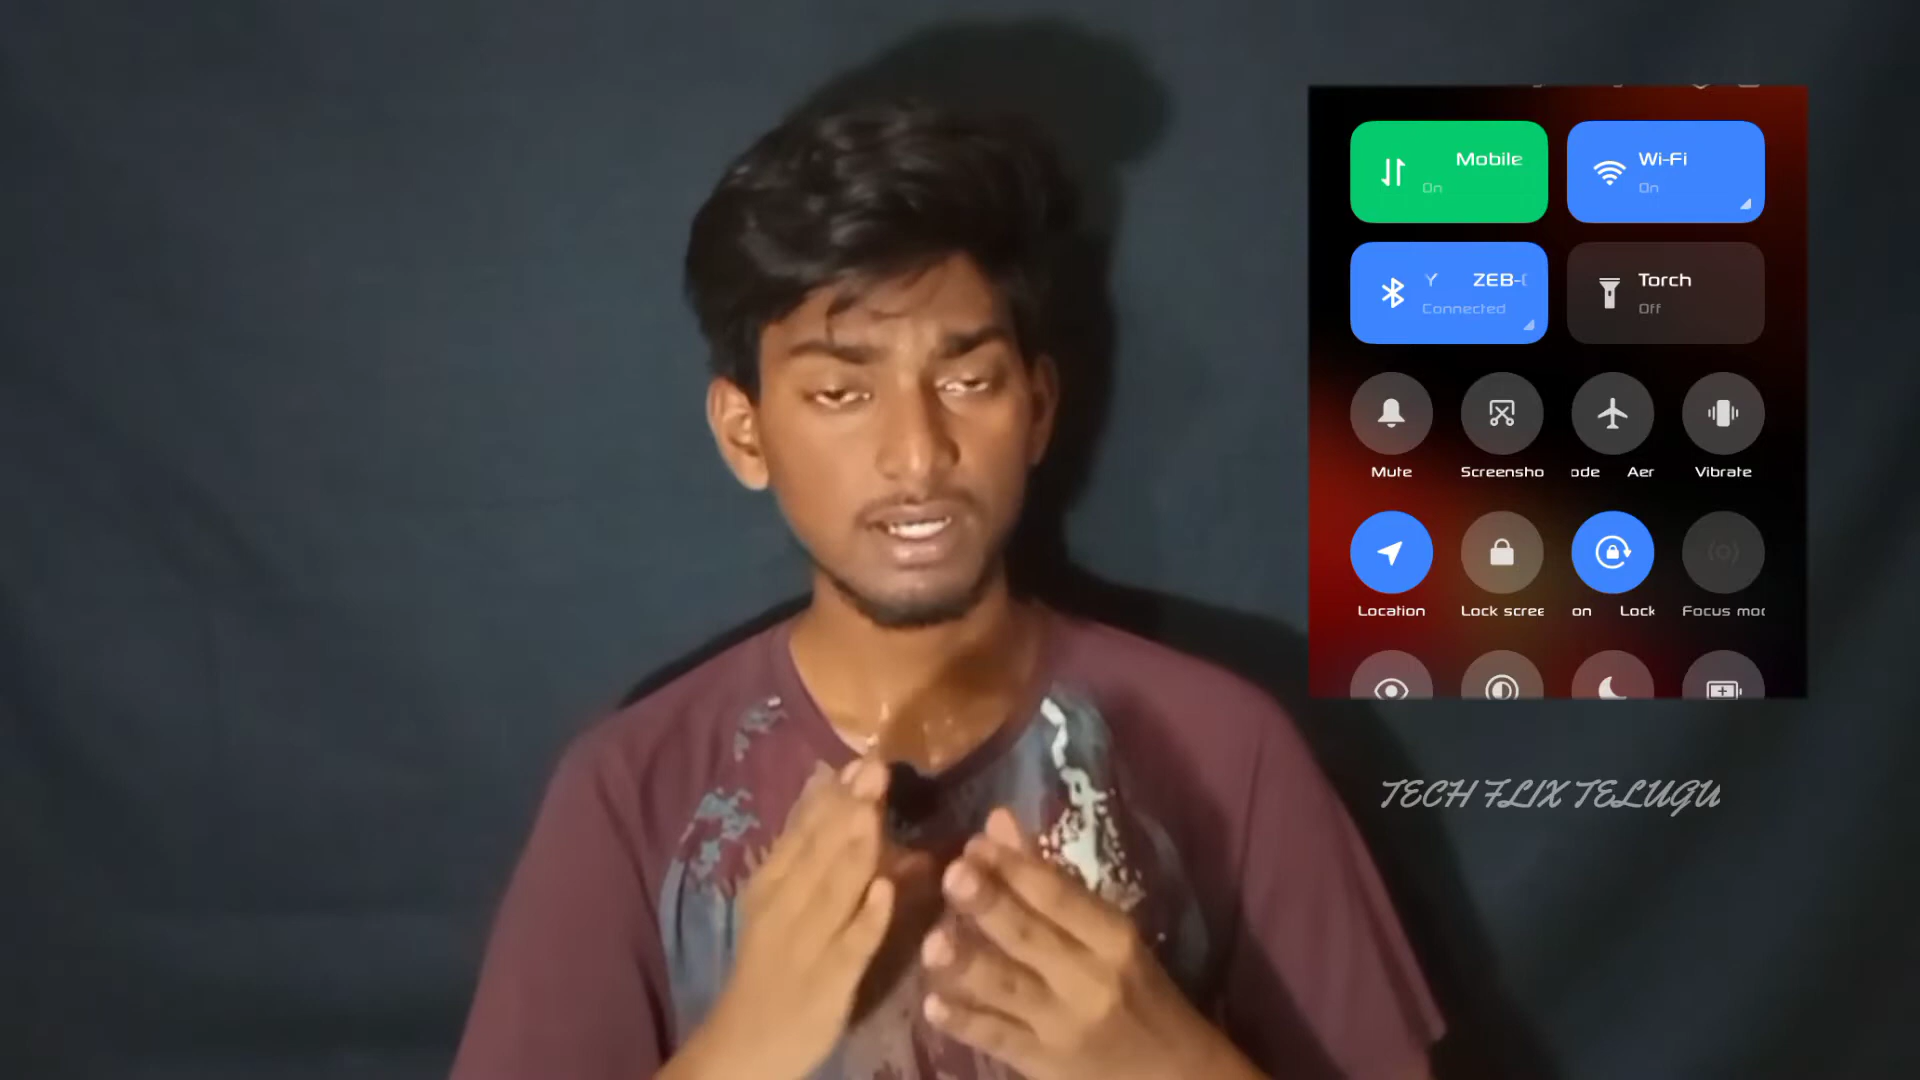 Mobile
On
Wi-Fi
On
Y ZEB-
Connected
Torch
Off
Mute
Screensho
ode Aer
Vibrate
Location
Lock scree
on Lock
Focus mo
TECH FLIX TELUGU